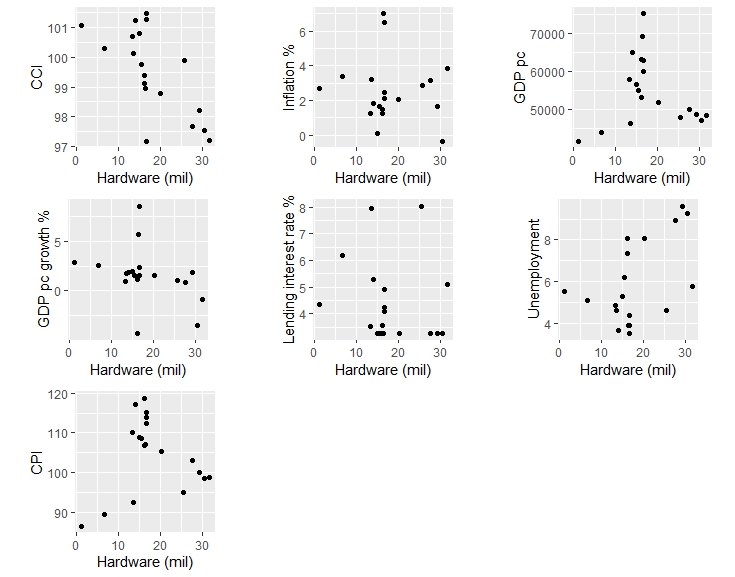 CCI
101
100
99
98
97
0 10 20 30
Hardware (mil)
Inflation %
6
4
2
0
0 10 20 30
Hardware (mil)
GDP pc
70000
60000
50000
0 10 20 30
Hardware (mil)
GDP pc growth %
5
0
0 10 20 30
Hardware (mil)
Lending interest rate %
8
7
6
5
4
0 10 20 30
Hardware (mil)
Unemployment
8
6
4
0 10 20 30
Hardware (mil)
CPI
120
110
100
90
0 10 20 30
Hardware (mil)